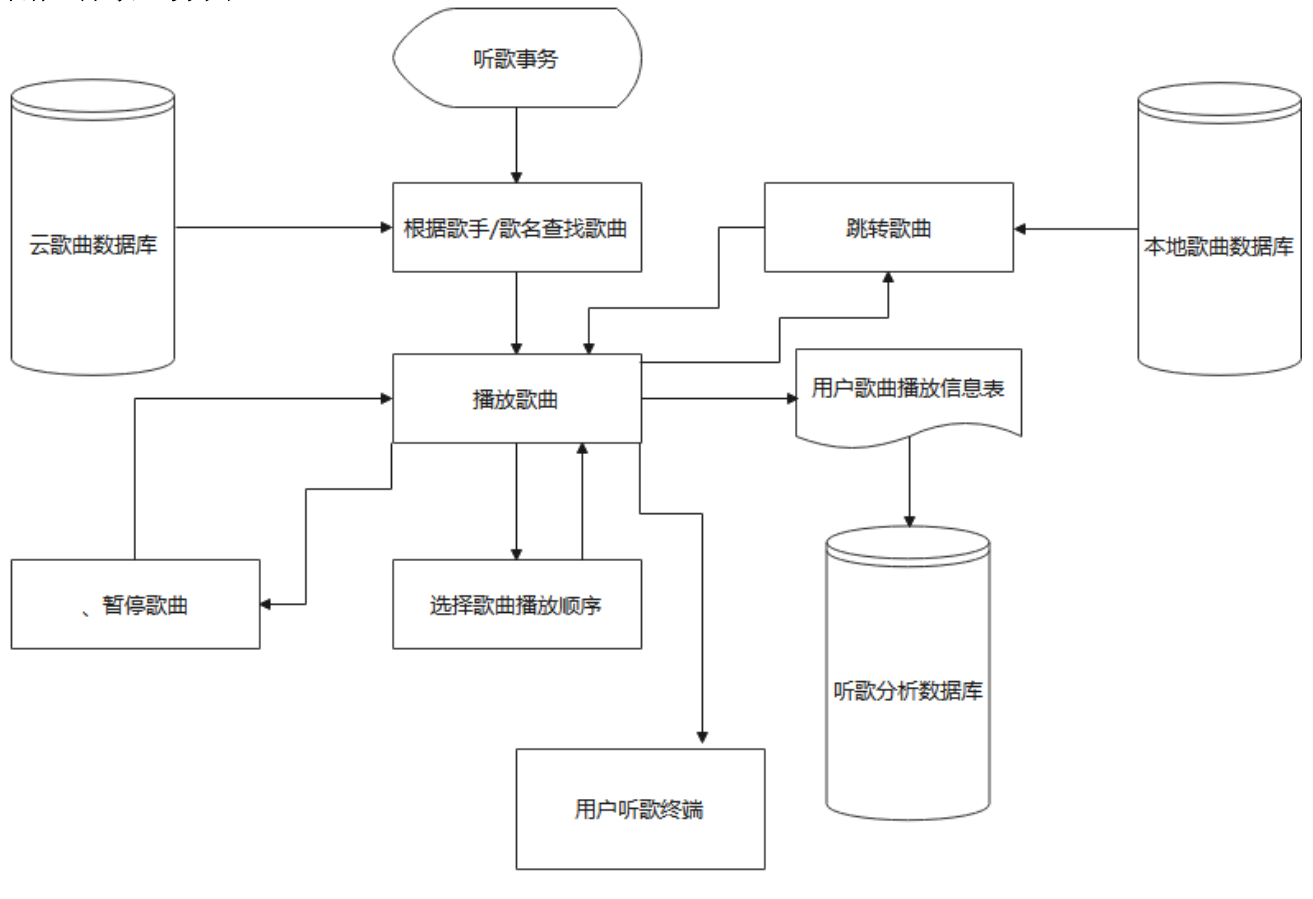 听歌事务
云歌曲数据库
根据歌手/歌名查找歌曲
跳转歌曲
本地歌曲数据库
播放歌曲
用户歌曲播放信息表
、暂停歌曲
选择歌曲播放顺序
听歌分析数据库
用户听歌终端